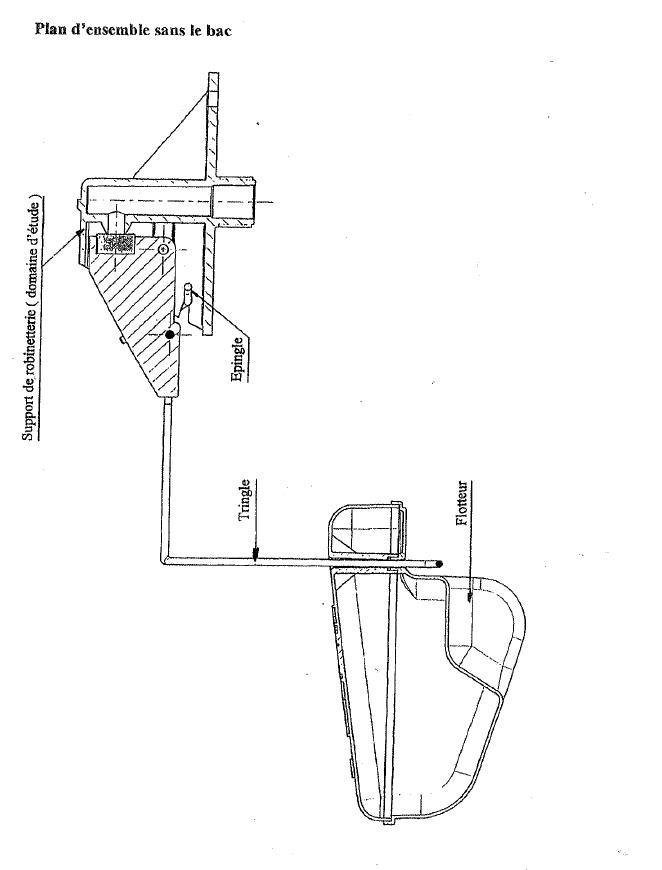 Plan d'ensemble sans le bac
Support de robinetterie ( domaine d'étude )
Epingle
Tringle
Flotteur